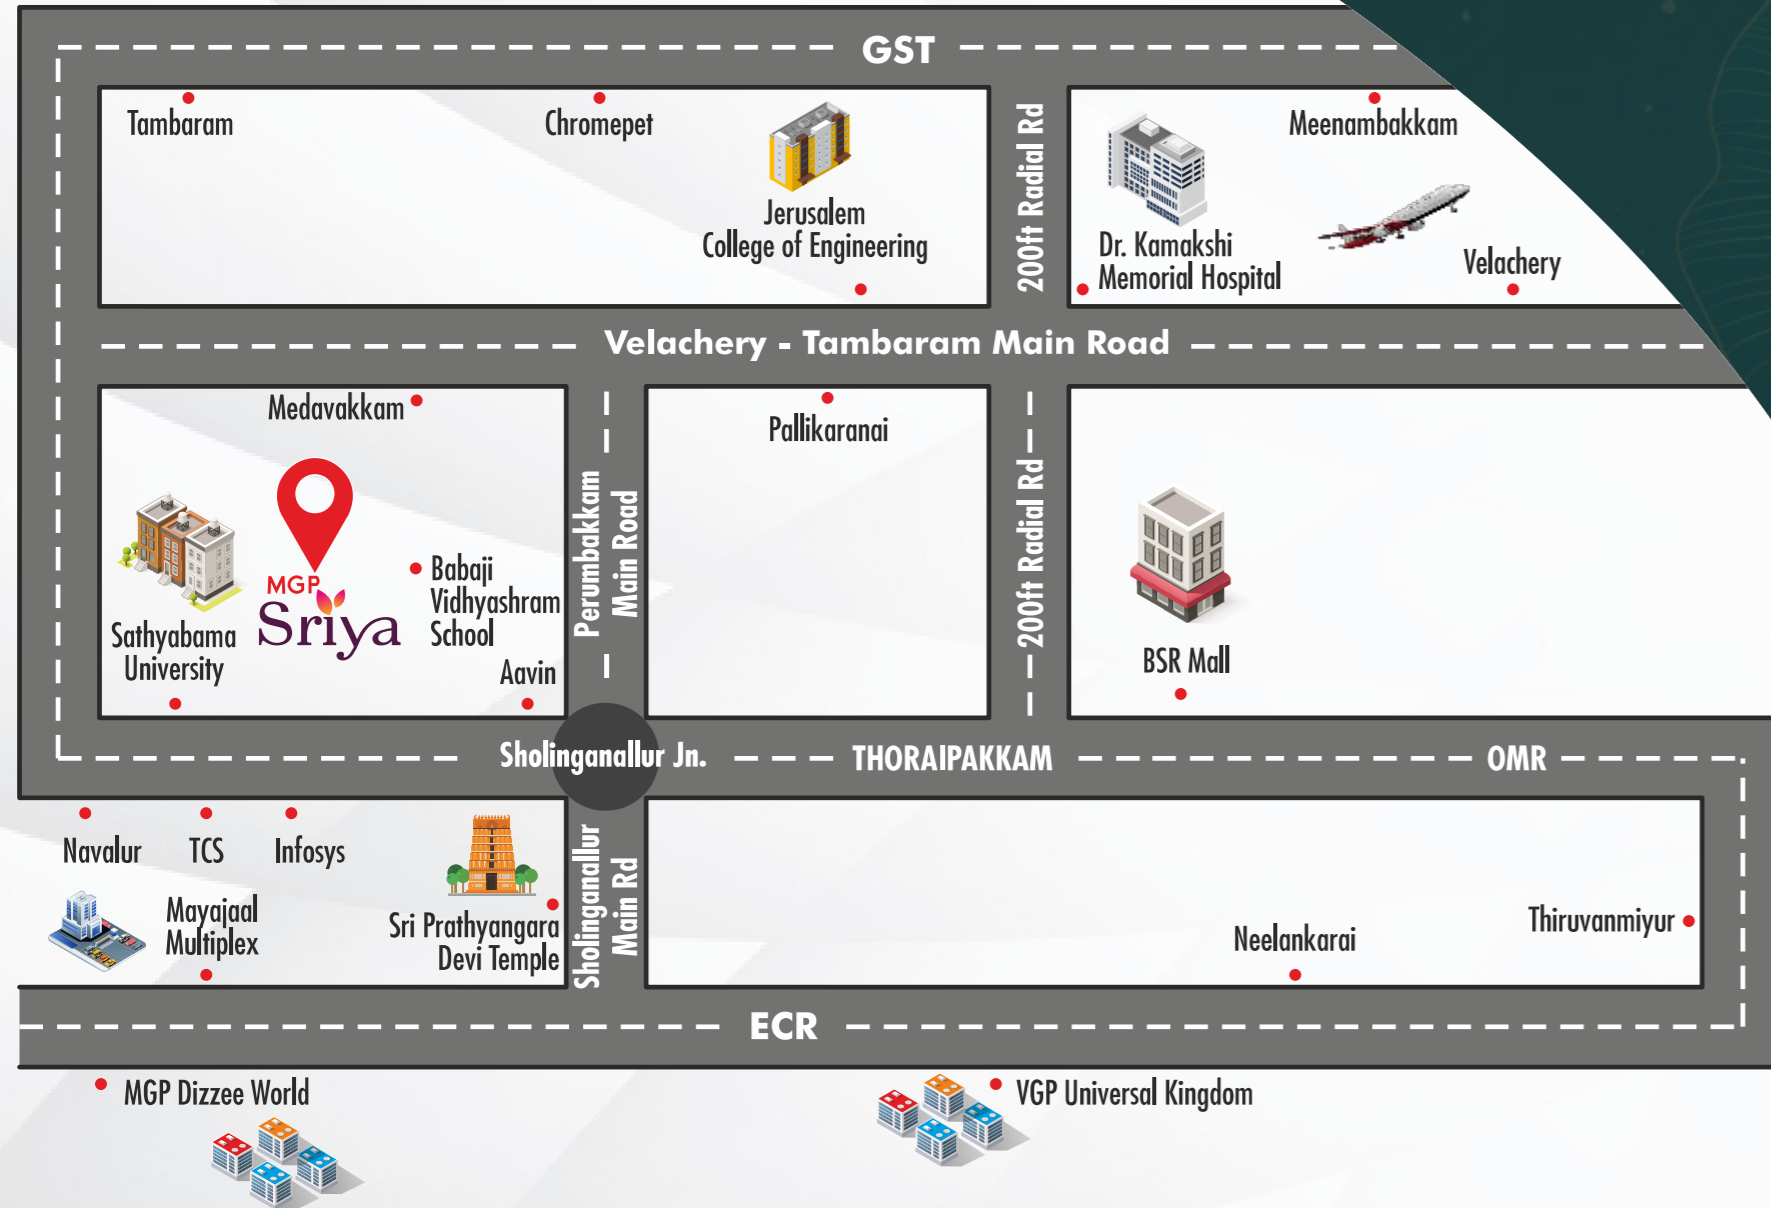 GST
Tambaram
Chromepet
Jerusalem
College of Engineering
200ft Radial Rd
Dr. Kamakshi
Memorial Hospital
Meenambakkam
Velachery
Velachery - Tambaram Main Road
Medavakkam
MGP
Sriya
Sathyabama
University
Babaji
Vidhyashram
School
Aavin
Perumbakkam
Main Road
Pallikaranai
200ft Radial Rd
BSR Mall
Sholinganallur Jn.
THORAIPAKKAM
OMR
Navalur
TCS
Infosys
Mayajaal
Multiplex
Sri Prathyangara
Devi Temple
Sholinganallur
Main Rd
Neelankarai
Thiruvanmiyur
ECR
MGP Dizzee World
VGP Universal Kingdom